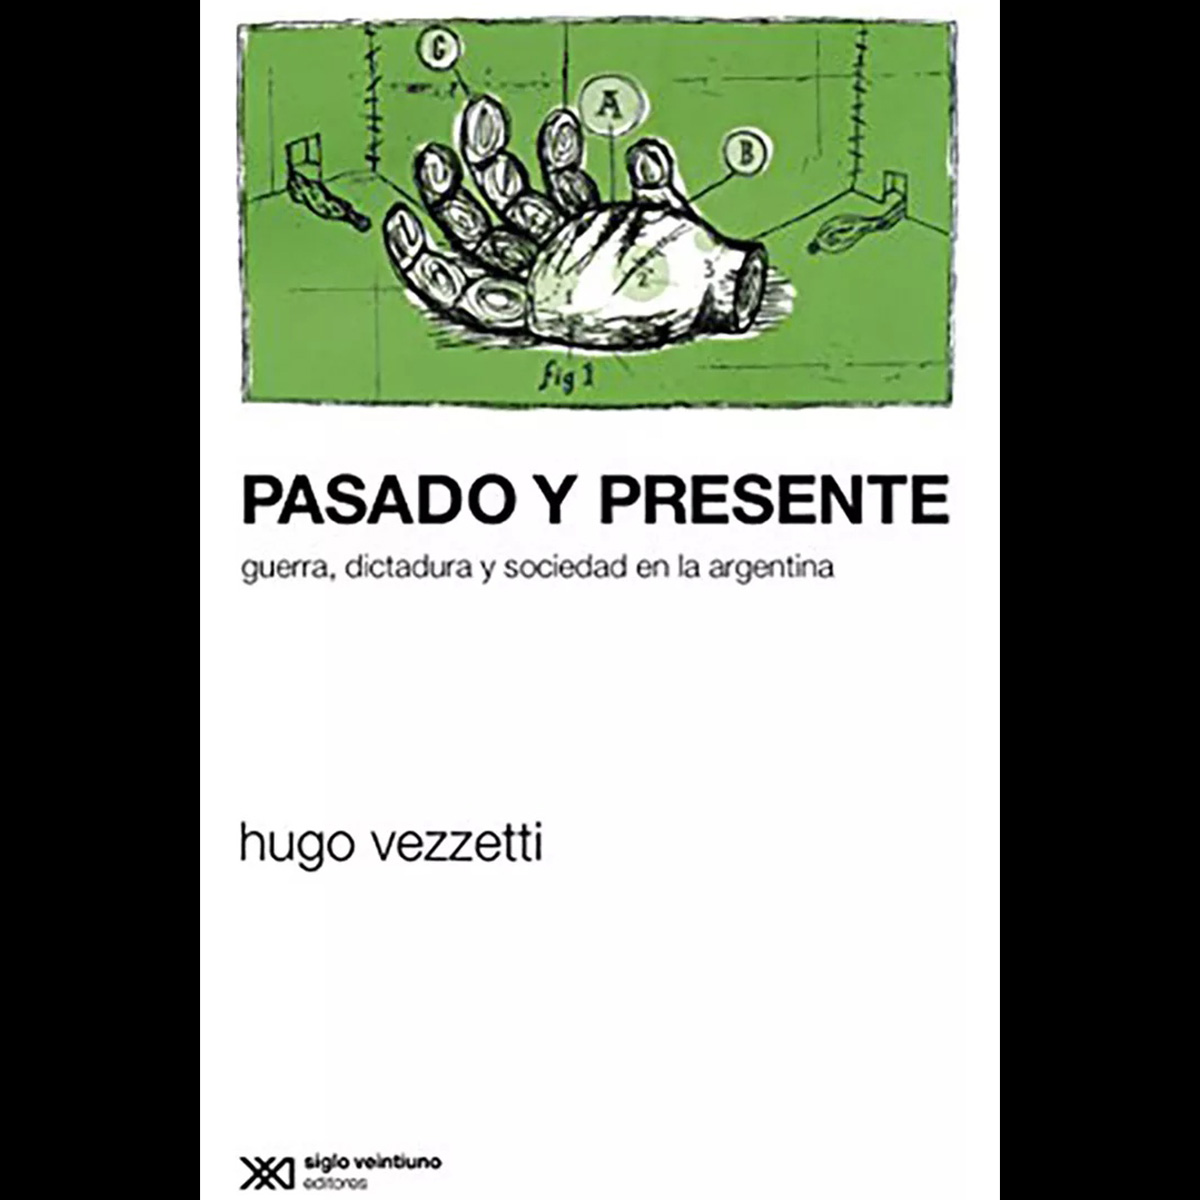 G
A
B
1
2
3
fig 1
PASADO Y PRESENTE
guerra, dictadura y sociedad en la argentina
hugo vezzetti
siglo veintiuno
editores